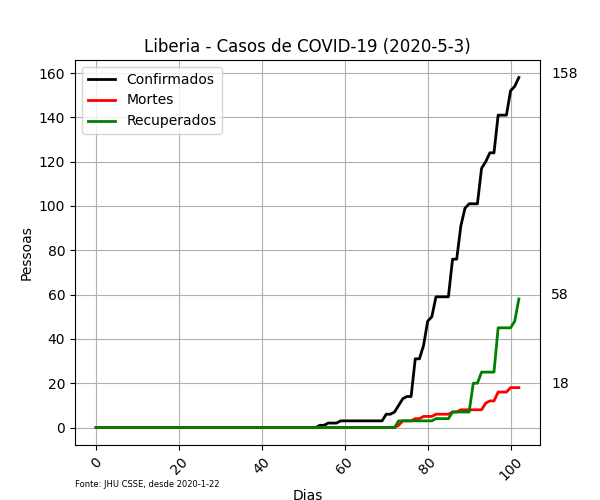 Liberia - Casos de COVID-19 (2020-5-3)
Confirmados
Mortes
Recuperados
160
140
120
100
80
60
40
20
0
Pessoas
158
58
18
0
20
40
60
80
100
Dias
Fonte: JHU CSSE, desde 2020-1-22